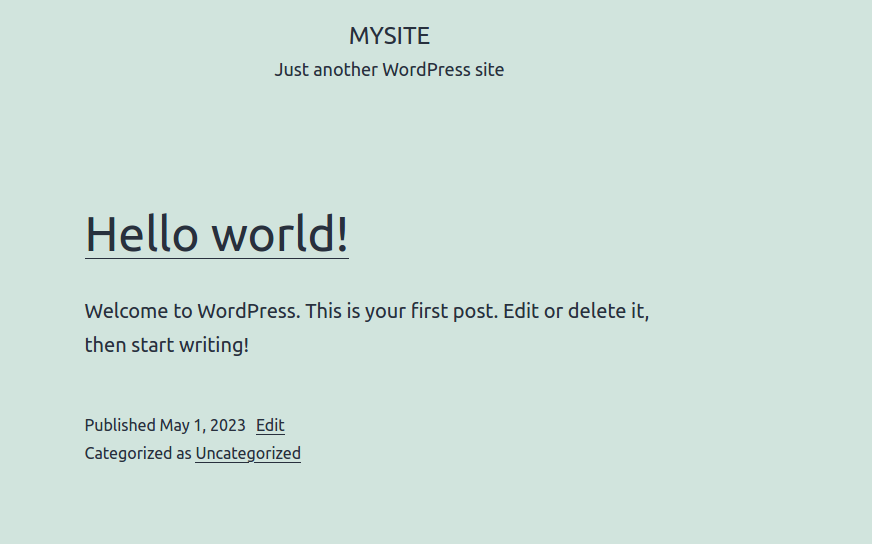 MYSITE
Just another WordPress site
Hello world!
Welcome to WordPress. This is your first post. Edit or delete it,
then start writing!
Published May 1, 2023 Edit
Categorized as Uncategorized